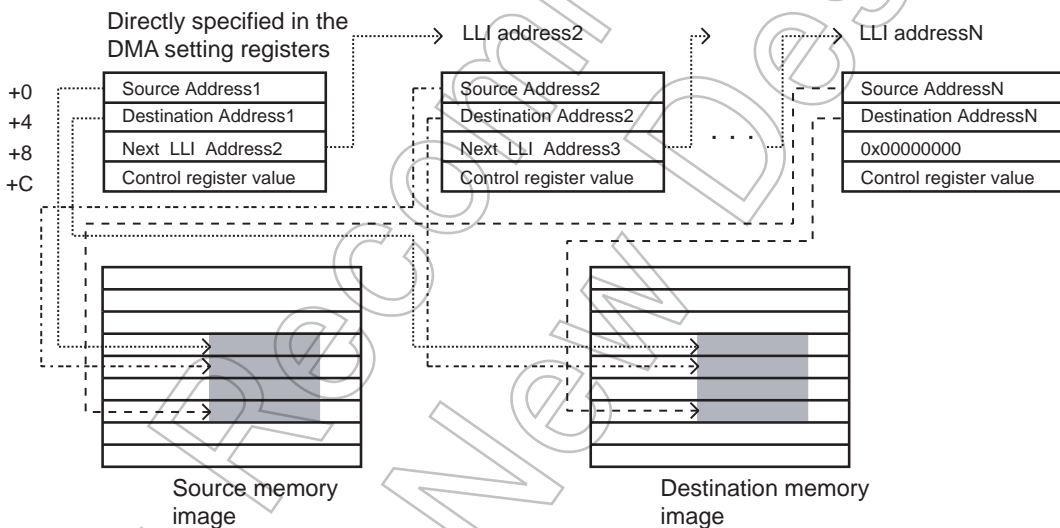 Directly specified in the
DMA setting registers
LLI address2
LLI addressN
+0
+4
+8
+C
Source Address1
Destination Address1
Next LLI Address2
Control register value
Source Address2
Destination Address2
Next LLI Address3
Control register value
. . .
Source AddressN
Destination AddressN
0x00000000
Control register value
Source memory
image
Destination memory
image